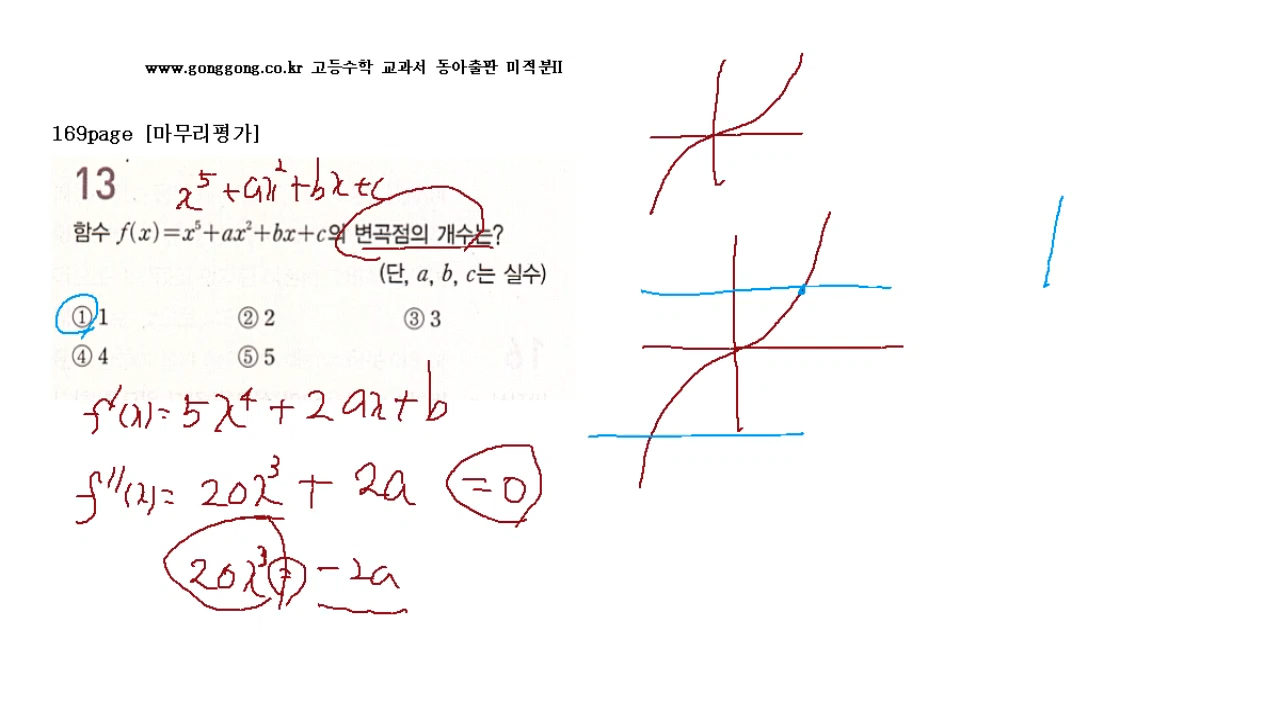 www.gonggong.co.kr 고등수학 교과서 동아출판 미적분II
169page [마무리평가]
13
x⁵+ax²+bx+c
함수 f(x)=x⁵+ax²+bx+c의 변곡점의 개수는?
(단, a, b, c는 실수)
① 1 ② 2 ③ 3
④ 4 ⑤ 5
f'(x)=5x⁴+2ax+b
f''(x)=20x³+2a =0
20x³=-2a